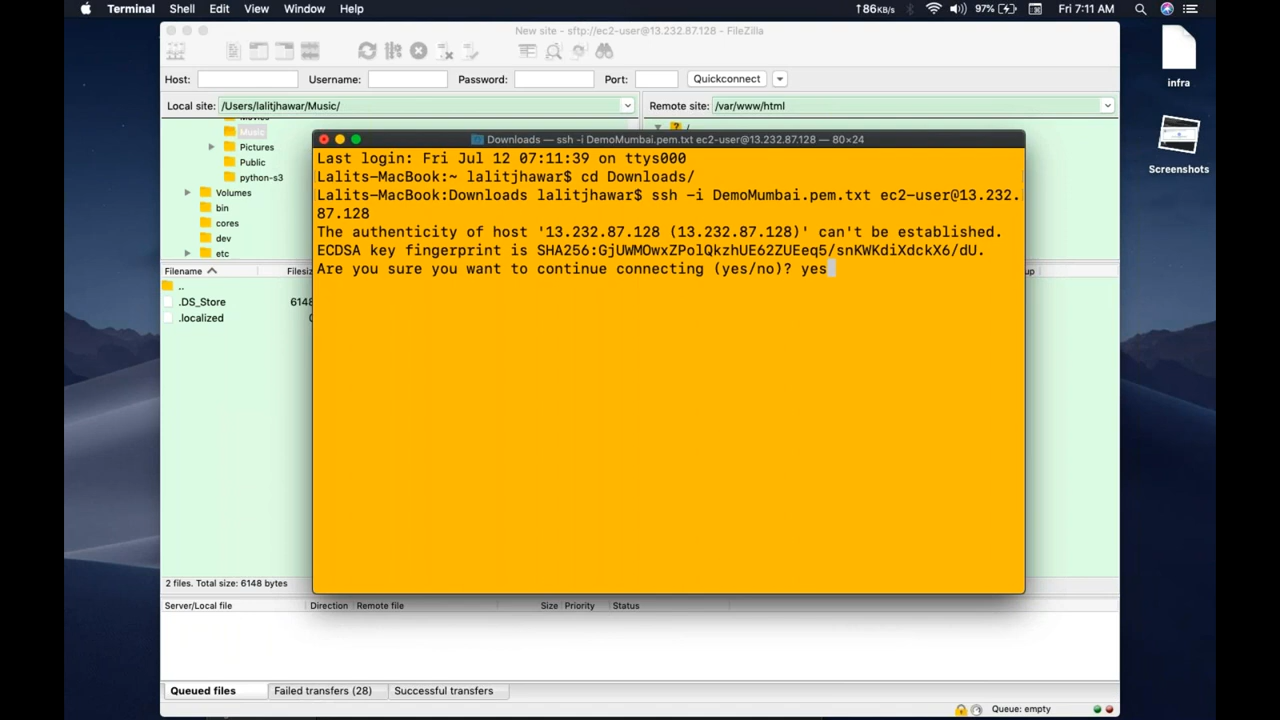 Terminal Shell Edit View Window Help
↑86KB/s 97% Fri 7:11 AM
New site - sftp://ec2-user@13.232.87.128 - FileZilla
Host: Username: Password: Port: Quickconnect
Local site: /Users/lalitjhawar/Music/
Remote site: /var/www/html
Music
/
Pictures
Public
python-s3
Volumes
bin
cores
dev
etc
Filename Filesiz
..
.DS_Store 6148
.localized
2 files. Total size: 6148 bytes
Downloads — ssh -i DemoMumbai.pem.txt ec2-user@13.232.87.128 — 80×24
Last login: Fri Jul 12 07:11:39 on ttys000
Lalits-MacBook:~ lalitjhawar$ cd Downloads/
Lalits-MacBook:Downloads lalitjhawar$ ssh -i DemoMumbai.pem.txt ec2-user@13.232.
87.128
The authenticity of host '13.232.87.128 (13.232.87.128)' can't be established.
ECDSA key fingerprint is SHA256:GjUWMOwxZPolQkzhUE62ZUEeq5/snKWKdiXdckX6/dU.
Are you sure you want to continue connecting (yes/no)? yes
up
Server/Local file Direction Remote file Size Priority Status
Queued files Failed transfers (28) Successful transfers
Queue: empty
infra
Screenshots